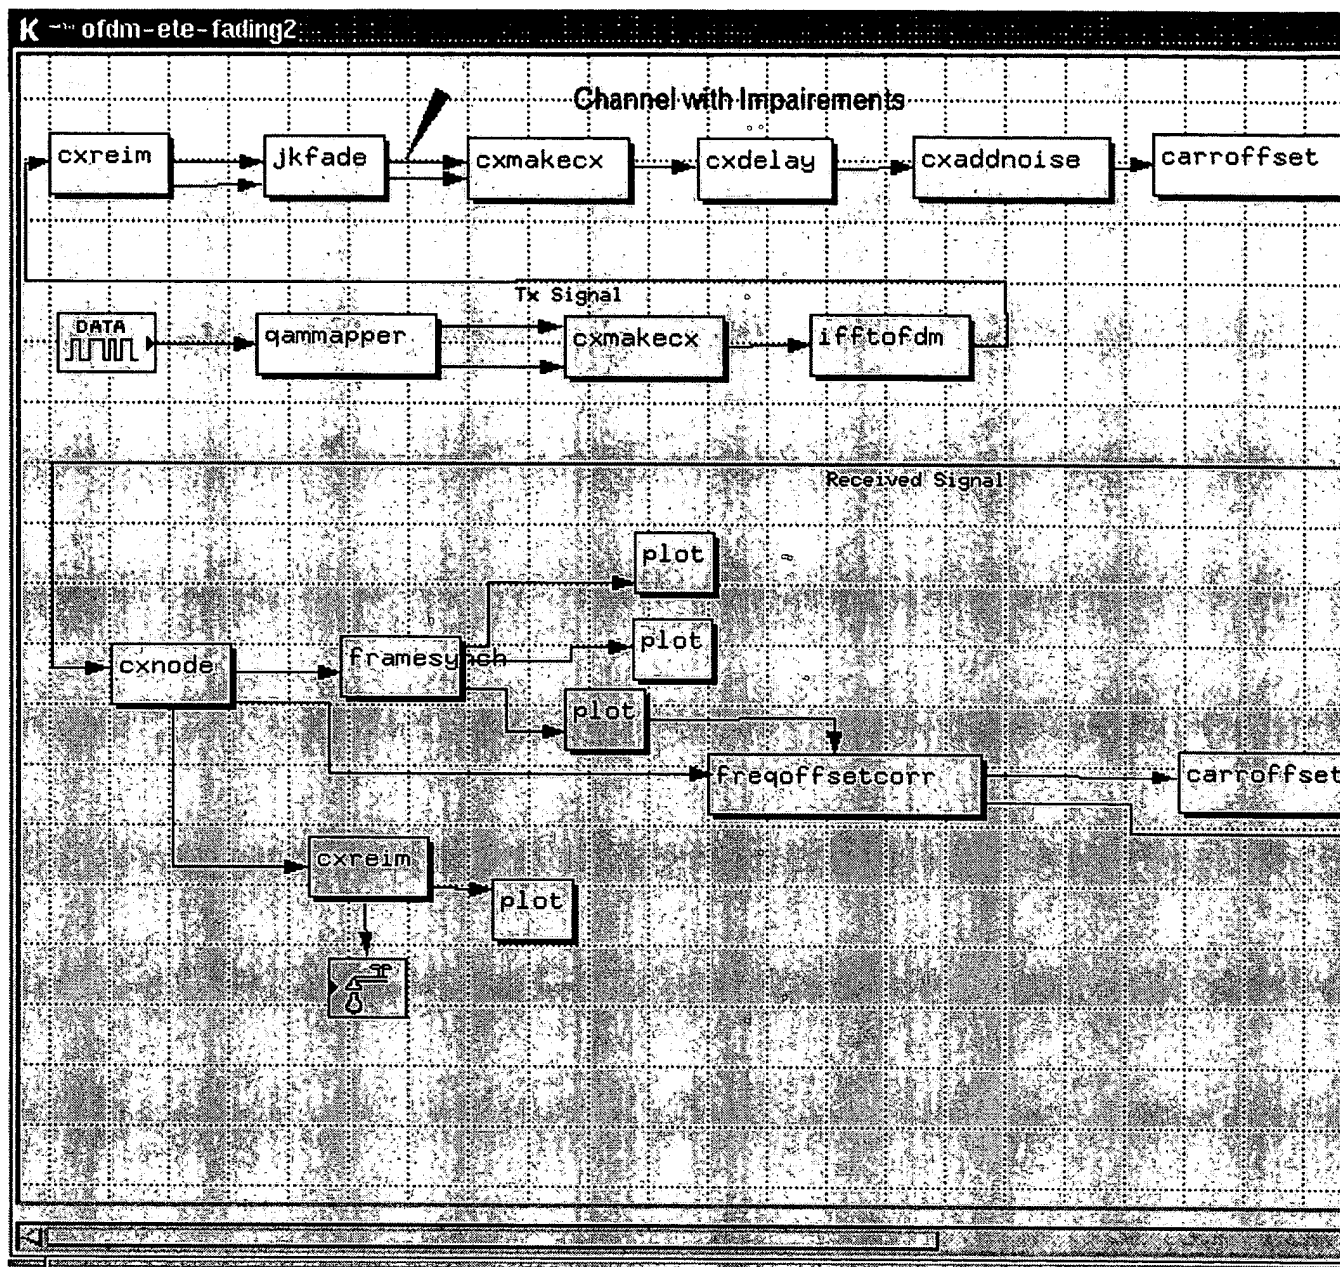 K ofdm-ete-fading2
Channel with Impairements
cxreim
jkfade
cxmakecx
cxdelay
cxaddnoise
carroffset
Tx Signal
DATA
qammapper
cxmakecx
ifftofdm
Received Signal
plot
plot
cxnode
framesynch
plot
freqoffsetcorr
carroffset
cxreim
plot